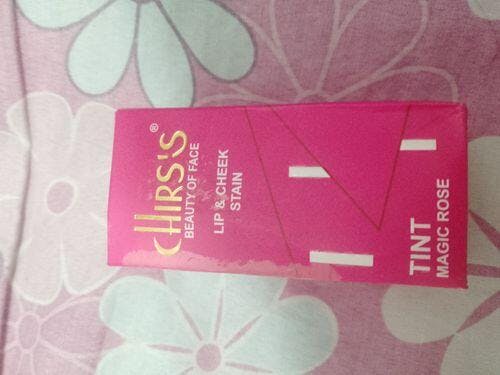 CHIRS'S®
BEAUTY OF FACE
LIP & CHEEK
STAIN
TINT
MAGIC ROSE